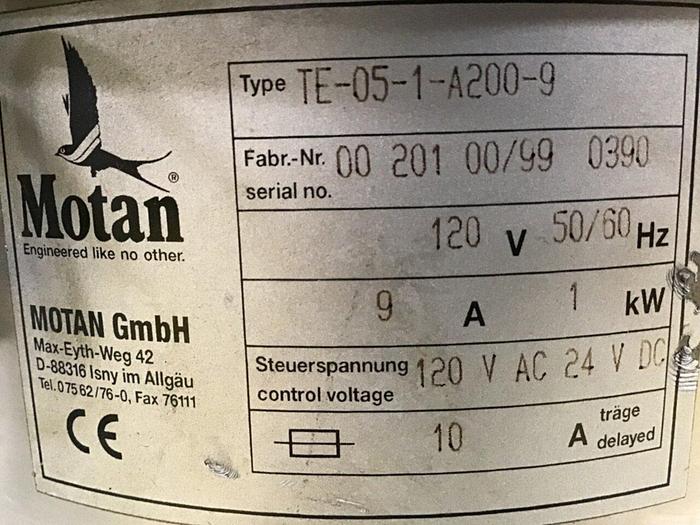 Motan®
Engineered like no other.
MOTAN GmbH
Max-Eyth-Weg 42
D-88316 Isny im Allgäu
Tel.07562/76-0, Fax 76111
CE
Type TE-05-1-A200-9
Fabr.-Nr. 00 201 00/99 0390
serial no.
120 V 50/60 Hz
9 A 1 kW
Steuerspannung 120 V AC 24 V DC
control voltage
10 A träge
delayed